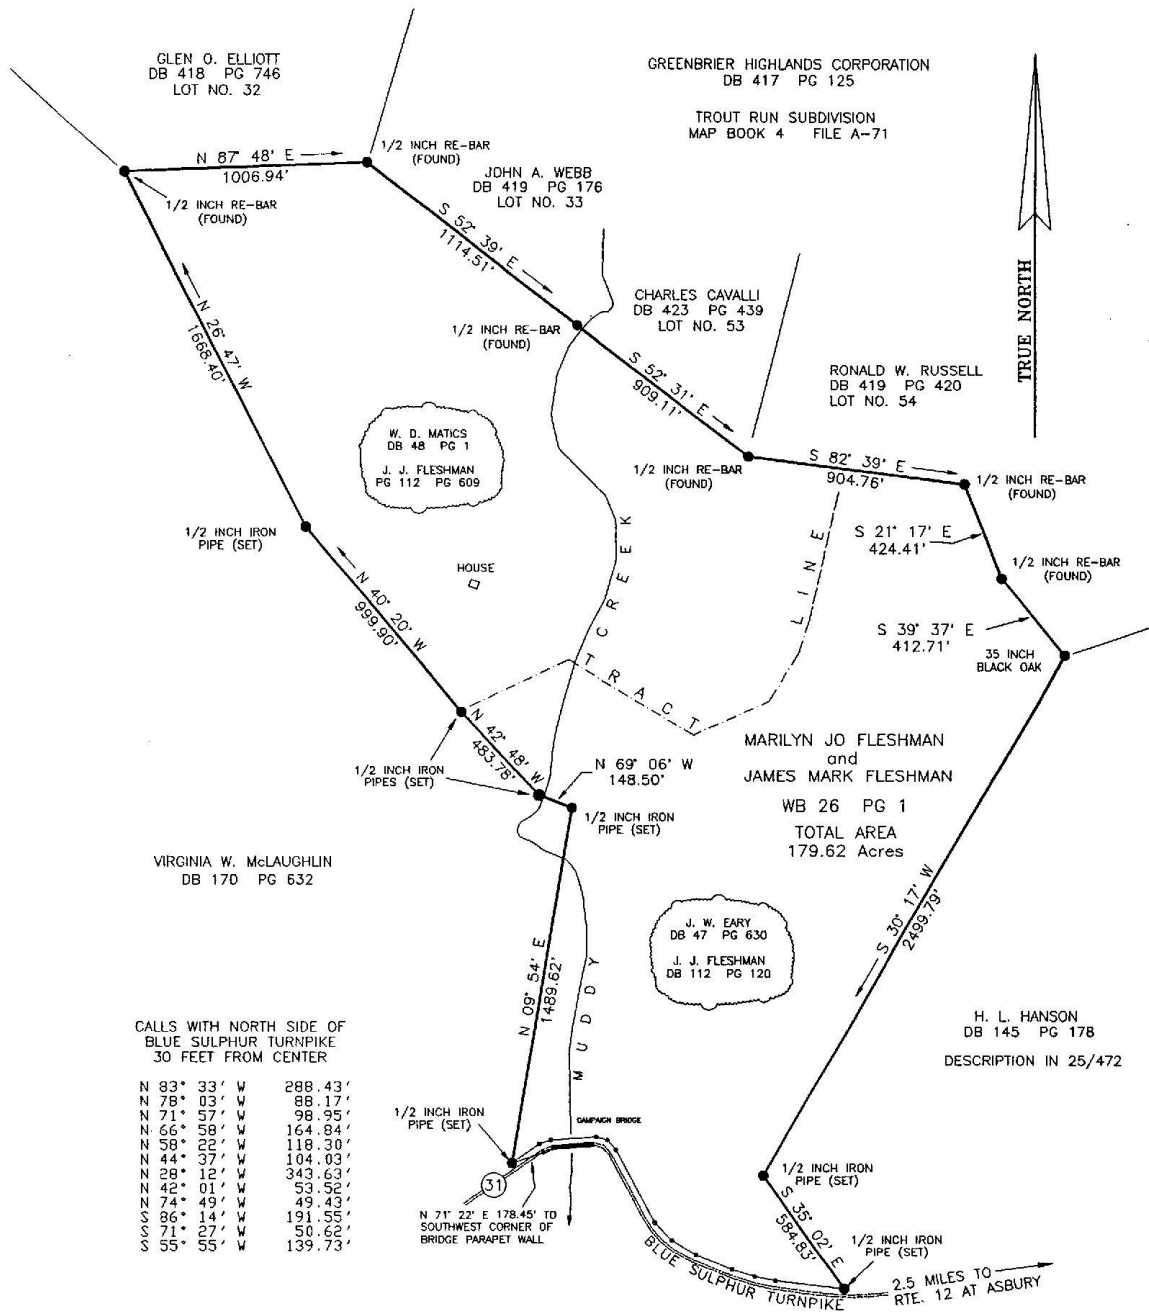 GLEN O. ELLIOTT
DB 418 PG 746
LOT NO. 32
GREENBRIER HIGHLANDS CORPORATION
DB 417 PG 125
TROUT RUN SUBDIVISION
MAP BOOK 4 FILE A-71
N 87° 48' E
1006.94'
1/2 INCH RE-BAR
(FOUND)
1/2 INCH RE-BAR
(FOUND)
JOHN A. WEBB
DB 419 PG 176
LOT NO. 33
S 52° 39' E
1114.51'
TRUE NORTH
N 26° 47' W
1668.40'
CHARLES CAVALLI
DB 423 PG 439
LOT NO. 53
1/2 INCH RE-BAR
(FOUND)
S 52° 31' E
909.11'
RONALD W. RUSSELL
DB 419 PG 420
LOT NO. 54
W. D. MATICS
DB 48 PG 1
J. J. FLESHMAN
PG 112 PG 609
1/2 INCH RE-BAR
(FOUND)
S 82° 39' E
904.76'
1/2 INCH RE-BAR
(FOUND)
1/2 INCH IRON
PIPE (SET)
S 21° 17' E
424.41'
1/2 INCH RE-BAR
(FOUND)
HOUSE
CREEK
LINE
N 40° 20' W
999.90'
S 39° 37' E
412.71'
35 INCH
BLACK OAK
TRACT
N 42° 48' W
483.78'
1/2 INCH IRON
PIPES (SET)
N 69° 06' W
148.50'
1/2 INCH IRON
PIPE (SET)
MARILYN JO FLESHMAN
and
JAMES MARK FLESHMAN
WB 26 PG 1
TOTAL AREA
179.62 Acres
VIRGINIA W. McLAUGHLIN
DB 170 PG 632
S 30° 17' W
2499.79'
J. W. EARY
DB 47 PG 630
J. J. FLESHMAN
DB 112 PG 120
N 09° 54' E
1489.62'
MUDDY
H. L. HANSON
DB 145 PG 178
DESCRIPTION IN 25/472
CALLS WITH NORTH SIDE OF
BLUE SULPHUR TURNPIKE
30 FEET FROM CENTER
N 83° 33' W 288.43'
N 78° 03' W 88.17'
N 71° 57' W 98.95'
N 66° 58' W 164.84'
N 58° 22' W 118.30'
N 44° 37' W 104.03'
N 28° 12' W 343.63'
N 42° 01' W 53.52'
N 74° 49' W 49.43'
S 86° 14' W 191.55'
S 71° 27' W 50.62'
S 55° 55' W 139.73'
1/2 INCH IRON
PIPE (SET)
CAMPAIGN BRIDGE
31
N 71° 22' E 178.45' TO
SOUTHWEST CORNER OF
BRIDGE PARAPET WALL
1/2 INCH IRON
PIPE (SET)
S 35° 02' E
584.83'
1/2 INCH IRON
PIPE (SET)
BLUE SULPHUR TURNPIKE
2.5 MILES TO
RTE. 12 AT ASBURY